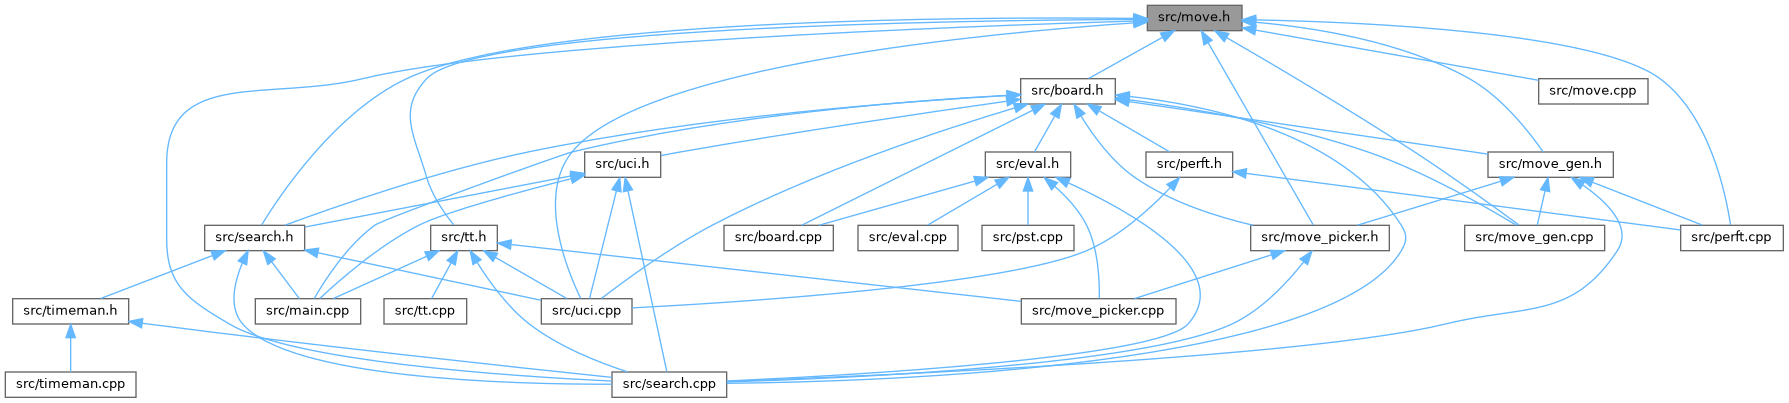 src/move.h
src/board.h
src/move.cpp
src/uci.h
src/eval.h
src/perft.h
src/move_gen.h
src/search.h
src/tt.h
src/board.cpp
src/eval.cpp
src/pst.cpp
src/move_picker.h
src/move_gen.cpp
src/perft.cpp
src/timeman.h
src/main.cpp
src/tt.cpp
src/uci.cpp
src/move_picker.cpp
src/timeman.cpp
src/search.cpp